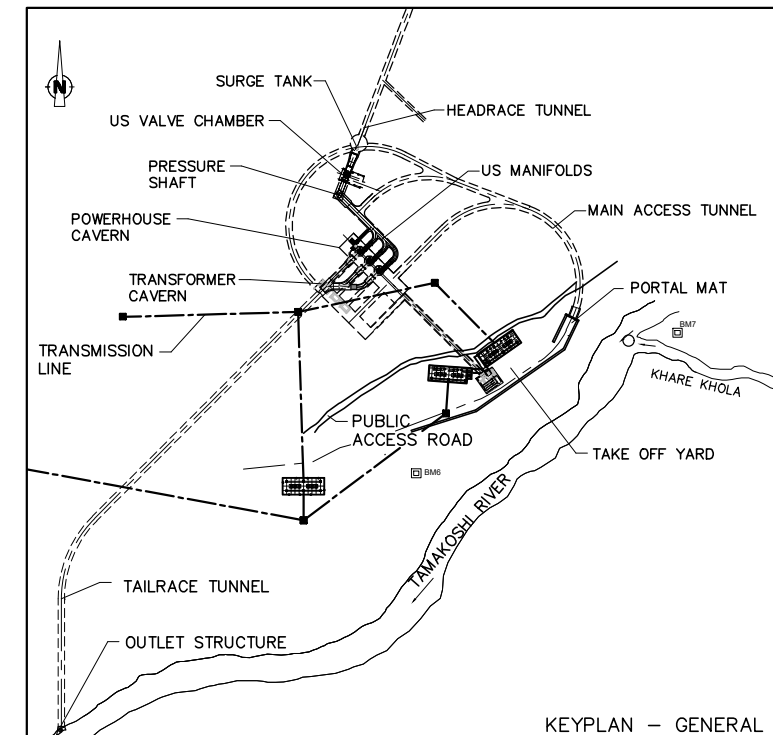 N
SURGE TANK
HEADRACE TUNNEL
US VALVE CHAMBER
PRESSURE
SHAFT
US MANIFOLDS
MAIN ACCESS TUNNEL
POWERHOUSE
CAVERN
TRANSFORMER
CAVERN
PORTAL MAT
BM7
TRANSMISSION
LINE
KHARE KHOLA
PUBLIC
ACCESS ROAD
TAKE OFF YARD
BM6
TAMAKOSHI RIVER
TAILRACE TUNNEL
OUTLET STRUCTURE
KEYPLAN – GENERAL